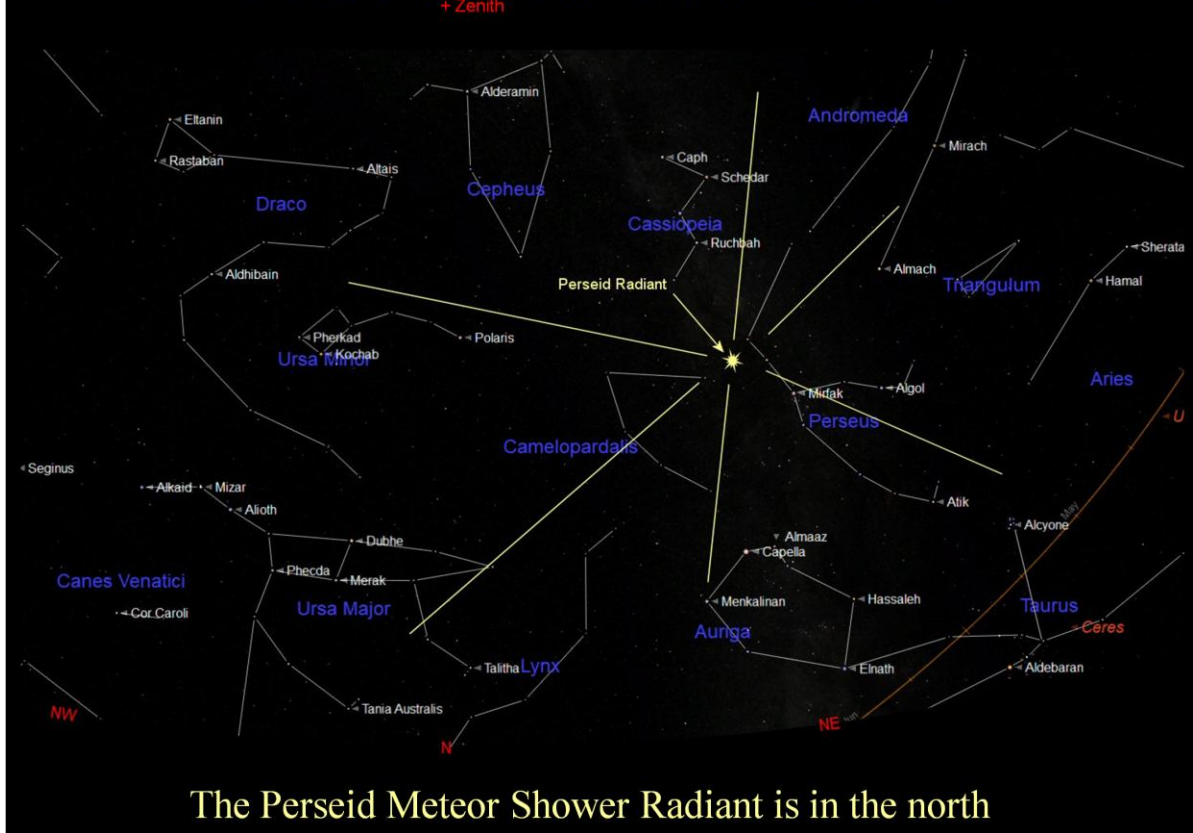 + Zenith
Alderamin
Andromeda
Eltanin
Mirach
Rastaban
Caph
Altais
Schedar
Cepheus
Draco
Cassiopeia
Ruchbah
Sherata
Almach
Aldhibain
Hamal
Perseid Radiant
Triangulum
Pherkad
Polaris
Kochab
Ursa Minor
Aries
Algol
Mirfak
U
Perseus
Camelopardalis
Seginus
Alkaid
Mizar
Atik
Alioth
May
Alcyone
Almaaz
Dubhe
Capella
Phecda
Merak
Canes Venatici
Menkalinan
Hassaleh
Ursa Major
Taurus
Cor Caroli
Ceres
Auriga
Talitha
Lynx
Elnath
Aldebaran
Tania Australis
NW
NE
N
The Perseid Meteor Shower Radiant is in the north